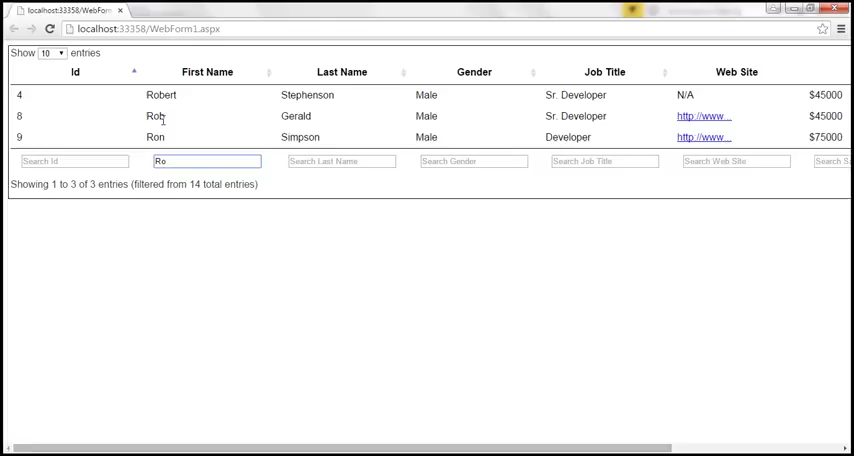 localhost:33358/WebForm
localhost:33358/WebForm1.aspx
Show 10 entries
Id First Name Last Name Gender Job Title Web Site
4 Robert Stephenson Male Sr. Developer N/A $45000
8 Rob Gerald Male Sr. Developer http://www... $45000
9 Ron Simpson Male Developer http://www... $75000
Search Id Ro Search Last Name Search Gender Search Job Title Search Web Site Search S
Showing 1 to 3 of 3 entries (filtered from 14 total entries)